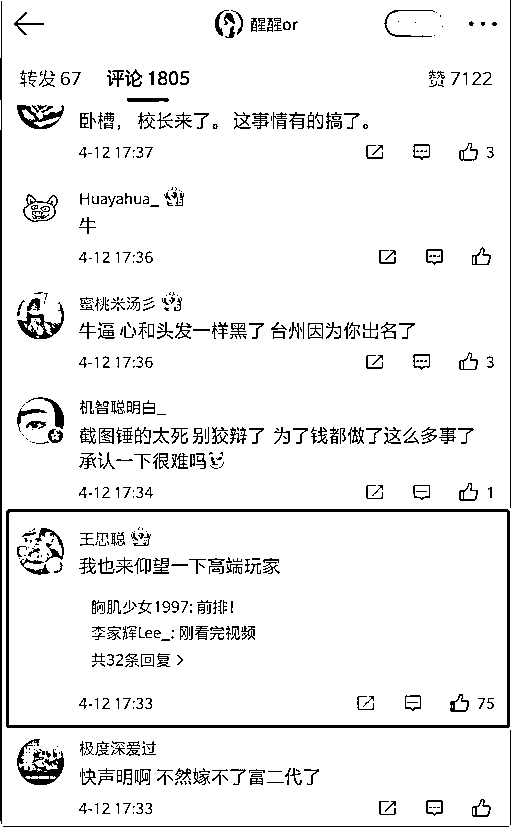 醒醒or
转发 67 评论 1805 赞 7122
卧槽， 校长来了。 这事情有的搞了。
4-12 17:37 3
Huayahua_
牛
4-12 17:36
蜜桃米汤彡
牛逼 心和头发一样黑了 台州因为你出名了
4-12 17:36 3
机智聪明白_
截图锤的太死 别狡辩了 为了钱都做了这么多事了
承认一下很难吗
4-12 17:34 1
王思聪
我也来仰望一下高端玩家
胸肌少女1997: 前排！
李家辉Lee_: 刚看完视频
共32条回复 >
4-12 17:33 75
极度深爱过
快声明啊 不然嫁不了富二代了
4-12 17:33